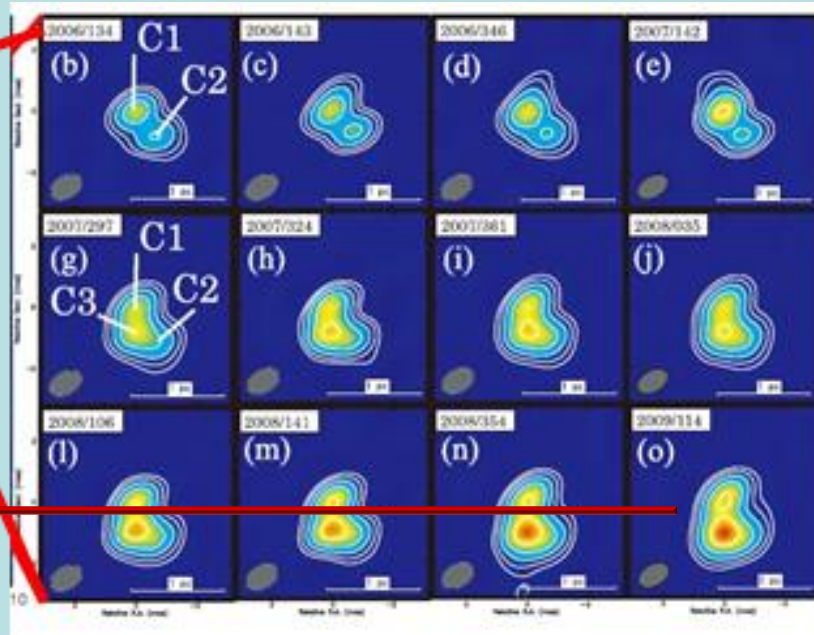 2006/134
(b)
C1
C2
2006/143
(c)
2006/346
(d)
2007/142
(e)
2007/297
(g)
C1
C2
C3
2007/324
(h)
2007/361
(i)
2008/035
(j)
2008/106
(l)
2008/141
(m)
2008/354
(n)
2009/114
(o)
10